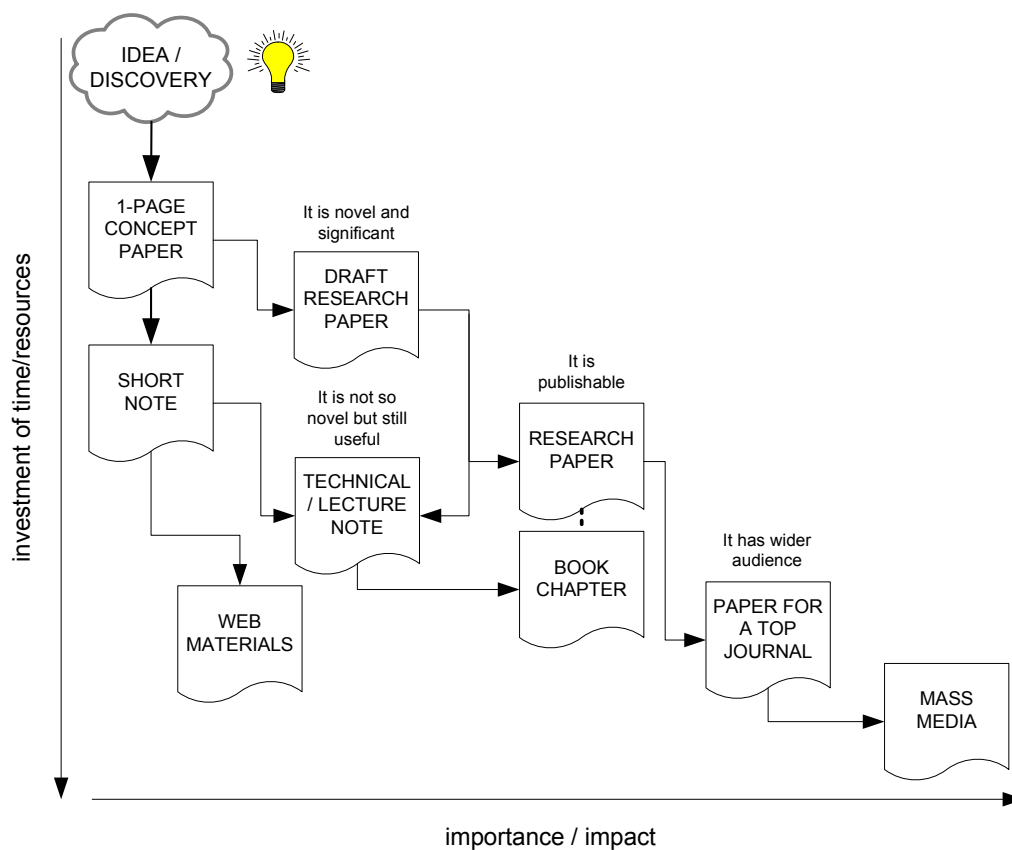 IDEA /
DISCOVERY
1-PAGE
CONCEPT
PAPER
It is novel and
significant
DRAFT
RESEARCH
PAPER
SHORT
NOTE
It is not so
novel but still
useful
TECHNICAL
/ LECTURE
NOTE
It is
publishable
RESEARCH
PAPER
BOOK
CHAPTER
WEB
MATERIALS
It has wider
audience
PAPER FOR
A TOP
JOURNAL
MASS
MEDIA
investment of time/resources
importance / impact